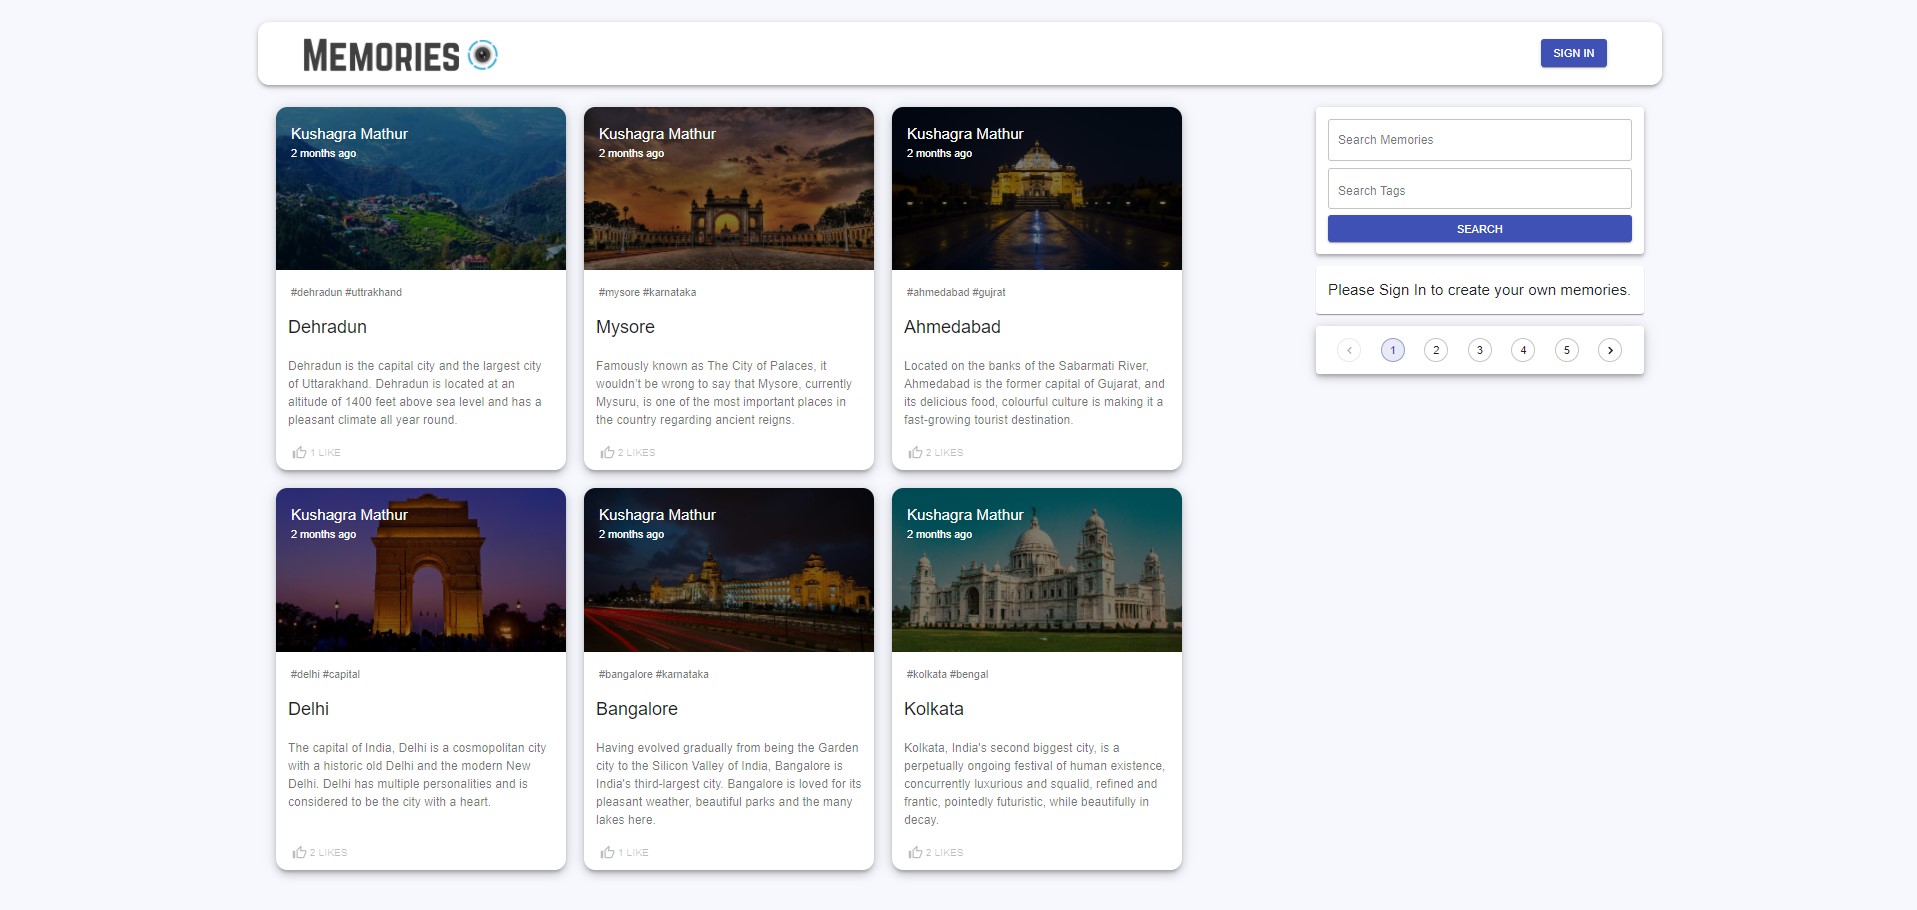 MEMORIES
SIGN IN
Kushagra Mathur
2 months ago
#dehradun #uttrakhand
Dehradun
Dehradun is the capital city and the largest city
of Uttarakhand. Dehradun is located at an
altitude of 1400 feet above sea level and has a
pleasant climate all year round.
1 LIKE
Kushagra Mathur
2 months ago
#mysore #karnataka
Mysore
Famously known as The City of Palaces, it
wouldn't be wrong to say that Mysore, currently
Mysuru, is one of the most important places in
the country regarding ancient reigns.
2 LIKES
Kushagra Mathur
2 months ago
#ahmedabad #gujrat
Ahmedabad
Located on the banks of the Sabarmati River,
Ahmedabad is the former capital of Gujarat, and
its delicious food, colourful culture is making it a
fast-growing tourist destination.
2 LIKES
Kushagra Mathur
2 months ago
#delhi #capital
Delhi
The capital of India, Delhi is a cosmopolitan city
with a historic old Delhi and the modern New
Delhi. Delhi has multiple personalities and is
considered to be the city with a heart.
2 LIKES
Kushagra Mathur
2 months ago
#bangalore #karnataka
Bangalore
Having evolved gradually from being the Garden
city to the Silicon Valley of India, Bangalore is
India's third-largest city. Bangalore is loved for its
pleasant weather, beautiful parks and the many
lakes here.
1 LIKE
Kushagra Mathur
2 months ago
#kolkata #bengal
Kolkata
Kolkata, India's second biggest city, is a
perpetually ongoing festival of human existence,
concurrently luxurious and squalid, refined and
frantic, pointedly futuristic, while beautifully in
decay.
2 LIKES
Search Memories
Search Tags
SEARCH
Please Sign In to create your own memories.
1 2 3 4 5